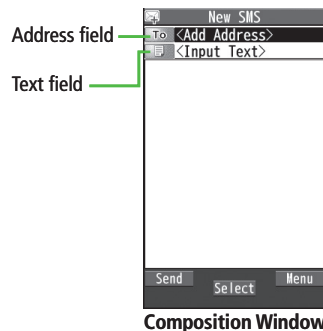 New SMS
Address field
To <Add Address>
<Input Text>
Text field
Send
Menu
Select
Composition Window